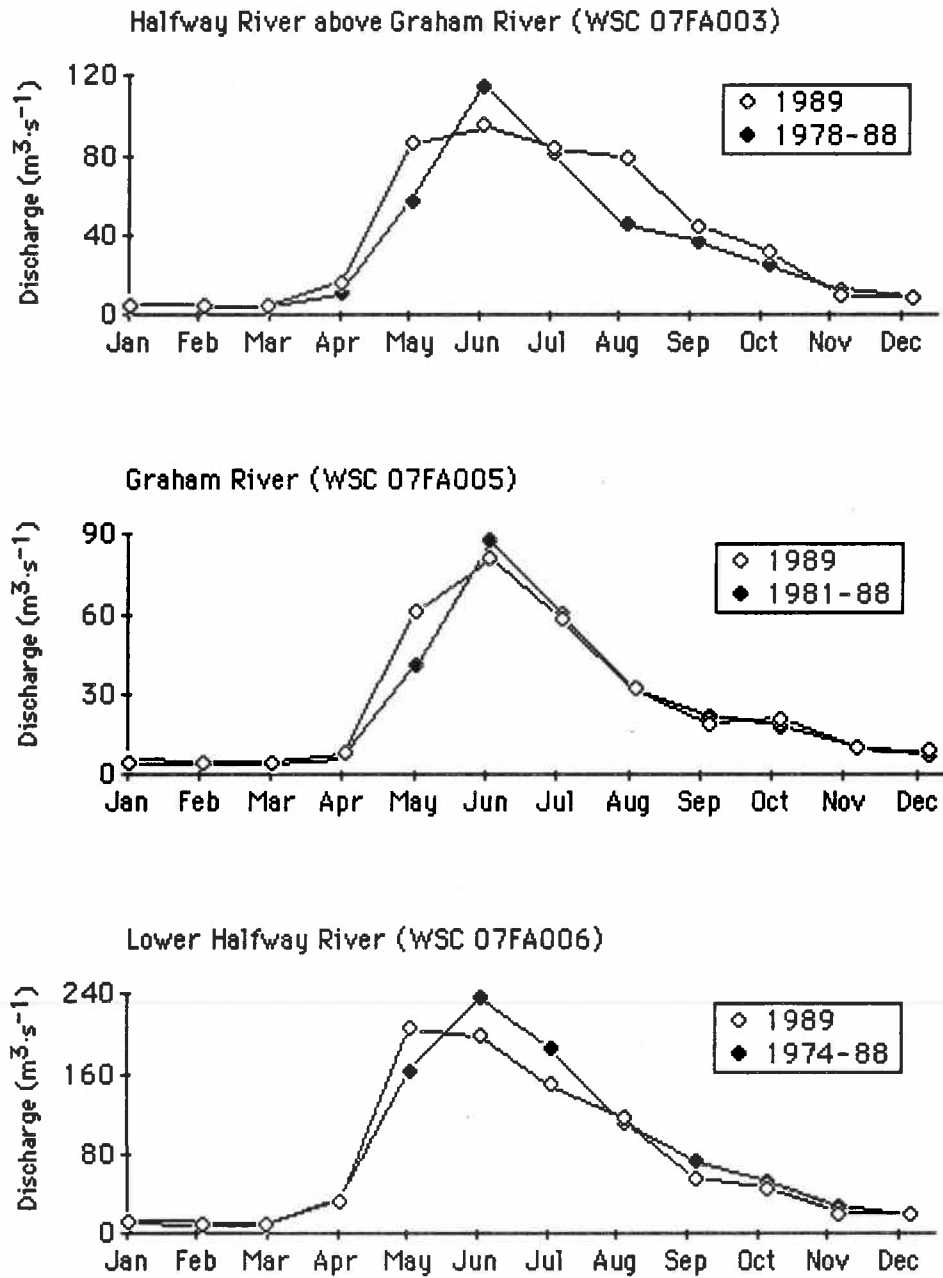 Halfway River above Graham River (WSC 07FA003)
Discharge (m³·s⁻¹)
120
80
40
0
◇ 1989
◆ 1978-88
Jan Feb Mar Apr May Jun Jul Aug Sep Oct Nov Dec
Graham River (WSC 07FA005)
Discharge (m³·s⁻¹)
90
60
30
0
◇ 1989
◆ 1981-88
Jan Feb Mar Apr May Jun Jul Aug Sep Oct Nov Dec
Lower Halfway River (WSC 07FA006)
Discharge (m³·s⁻¹)
240
160
80
0
◇ 1989
◆ 1974-88
Jan Feb Mar Apr May Jun Jul Aug Sep Oct Nov Dec